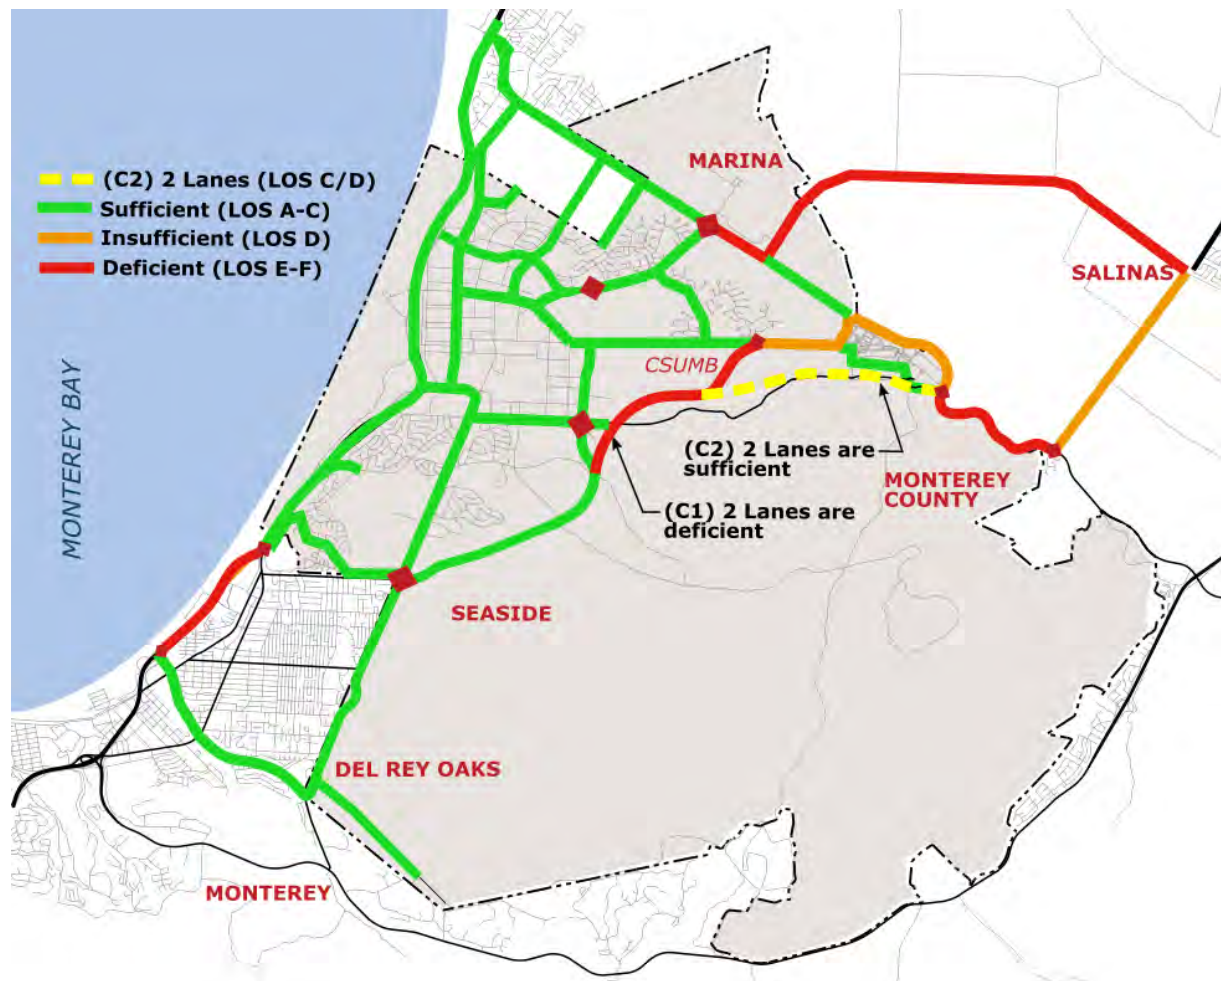 MARINA
(C2) 2 Lanes (LOS C/D)
Sufficient (LOS A-C)
Insufficient (LOS D)
Deficient (LOS E-F)
SALINAS
CSUMB
MONTEREY BAY
(C2) 2 Lanes are
sufficient
MONTEREY
COUNTY
(C1) 2 Lanes are
deficient
SEASIDE
DEL REY OAKS
MONTEREY